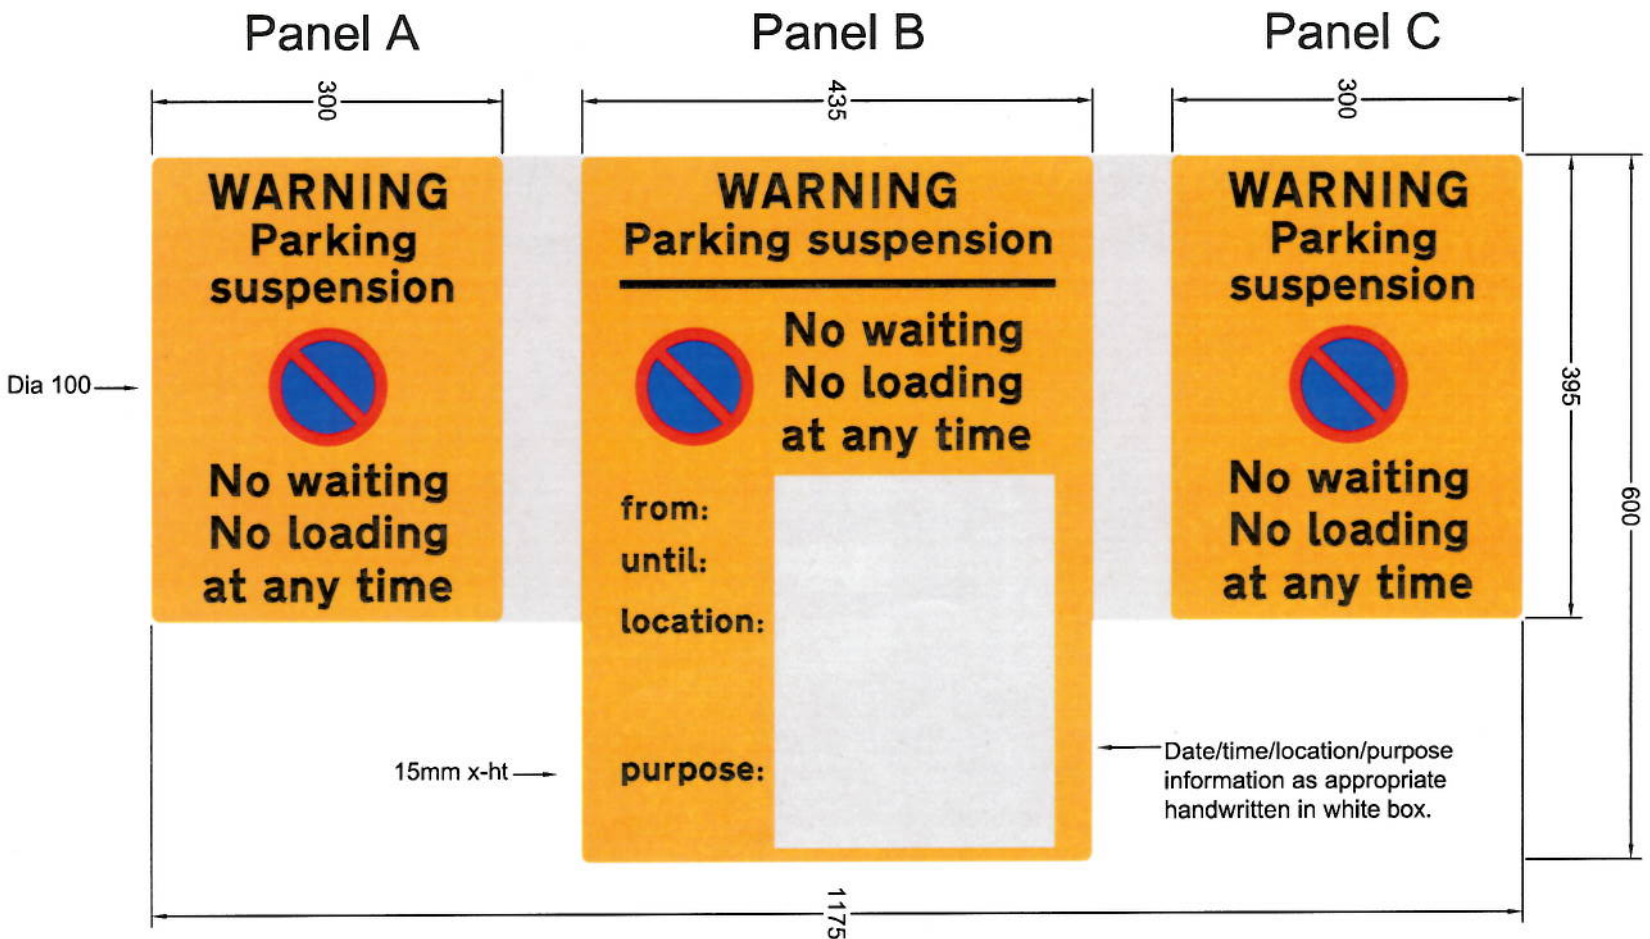 Panel A
Panel B
Panel C
300
435
300
WARNING
Parking
suspension
No waiting
No loading
at any time
WARNING
Parking suspension
No waiting
No loading
at any time
from:
until:
location:
purpose:
WARNING
Parking
suspension
No waiting
No loading
at any time
Dia 100
395
600
15mm x-ht
Date/time/location/purpose
information as appropriate
handwritten in white box.
1175